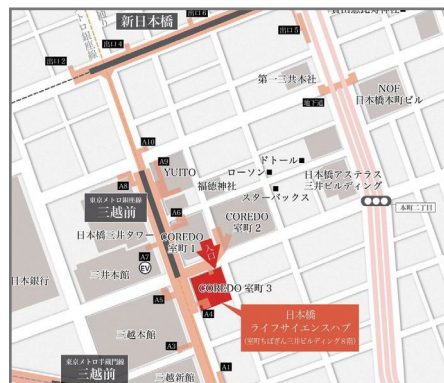 新日本橋
出口2
出口4
出口6
出口5
第一三共本社
地下道
NOF
日本橋本町ビル
A10
A9
YUITO
A8
東京メトロ銀座線
三越前
ドトール
ローソン
福徳神社
スターバックス
日本橋アステラス
三井ビルディング
本町二丁目
A6
COREDO
室町 2
日本橋三井タワー
COREDO
室町 1
A7
EV
三井本館
日本銀行
入口
COREDO 室町 3
A5
A4
日本橋
ライフサイエンスハブ
(室町ちばぎん三井ビルディング8階)
三越本館
A3
東京メトロ半蔵門線
三越前
三越新館
A1